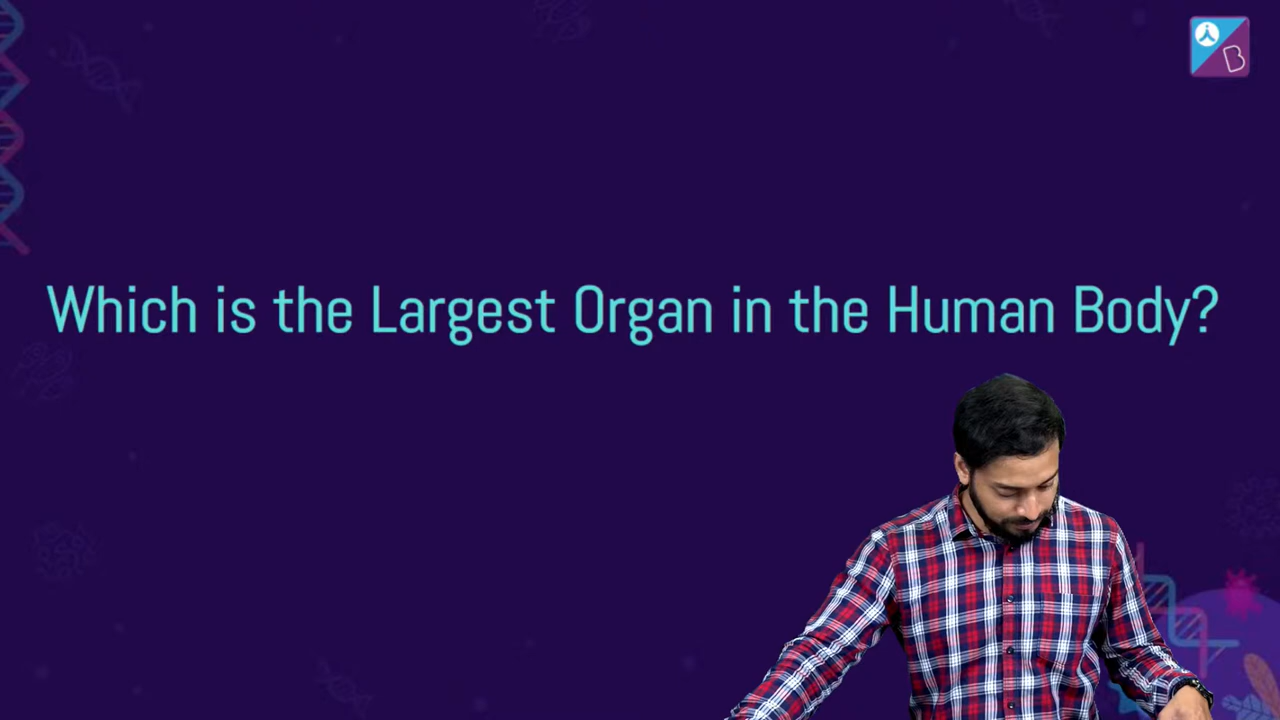 Which is the Largest Organ in the Human Body?
B